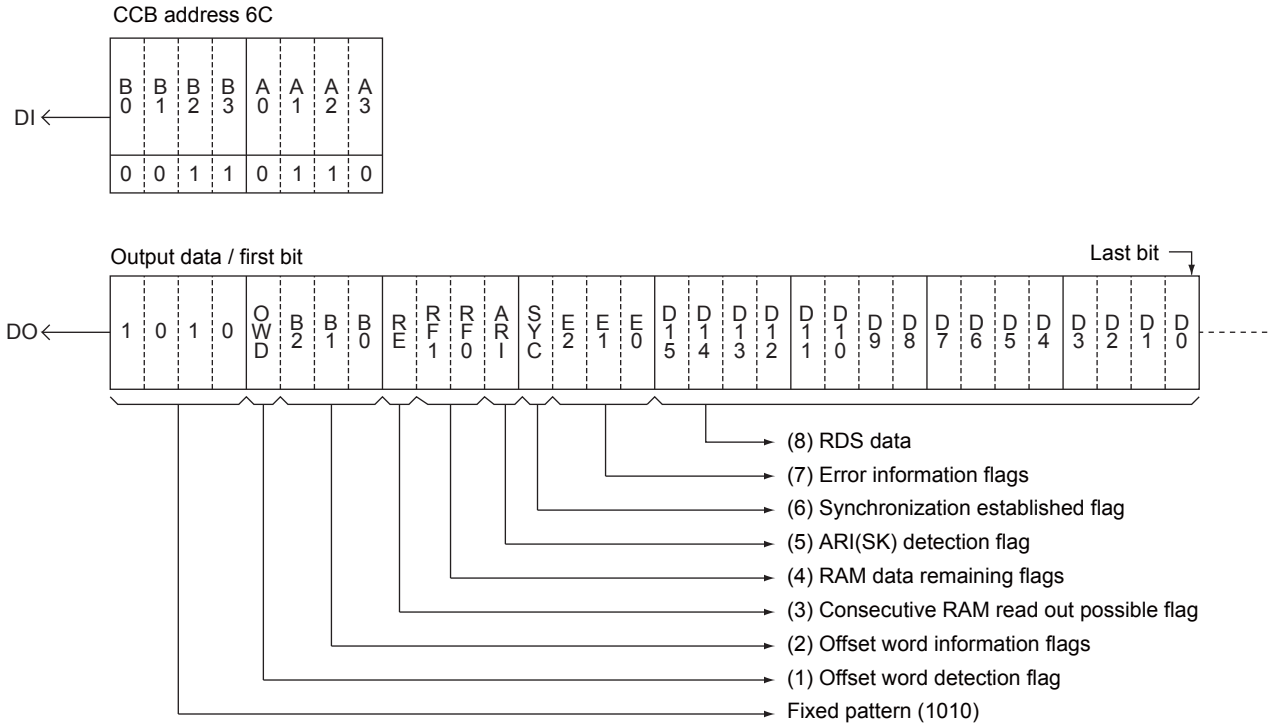 CCB address 6C
B0 B1 B2 B3 A0 A1 A2 A3
DI
0 0 1 1 0 1 1 0
Output data / first bit
Last bit
DO
1 0 1 0 OWD B2 B1 B0 RE RF1 RF0 ARI SYC E2 E1 E0 D15 D14 D13 D12 D11 D10 D9 D8 D7 D6 D5 D4 D3 D2 D1 D0
(8) RDS data
(7) Error information flags
(6) Synchronization established flag
(5) ARI(SK) detection flag
(4) RAM data remaining flags
(3) Consecutive RAM read out possible flag
(2) Offset word information flags
(1) Offset word detection flag
Fixed pattern (1010)